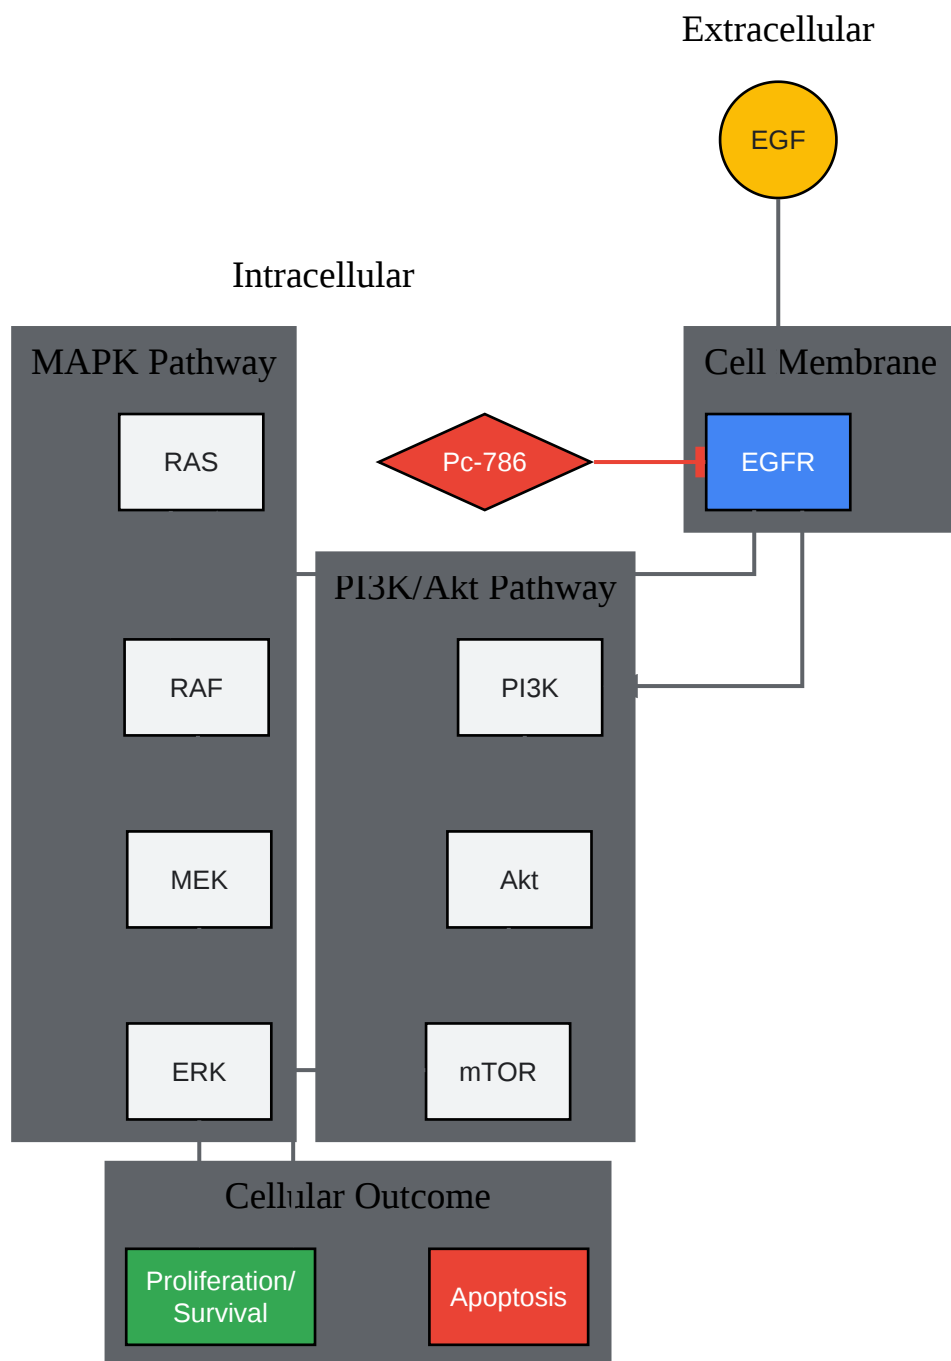 Extracellular
EGF
Intracellular
MAPK Pathway
Cell Membrane
RAS
Pc-786
EGFR
PI3K/Akt Pathway
RAF
PI3K
MEK
Akt
ERK
mTOR
Cellular Outcome
Proliferation/
Survival
Apoptosis